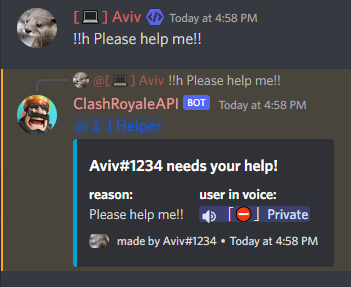 [💻] Aviv Today at 4:58 PM
!!h Please help me!!
@[💻] Aviv !!h Please help me!!
ClashRoyaleAPI BOT Today at 4:58 PM
| Helper
Aviv#1234 needs your help!
reason: user in voice:
Please help me!! 「⛔」 Private
made by Aviv#1234 • Today at 4:58 PM